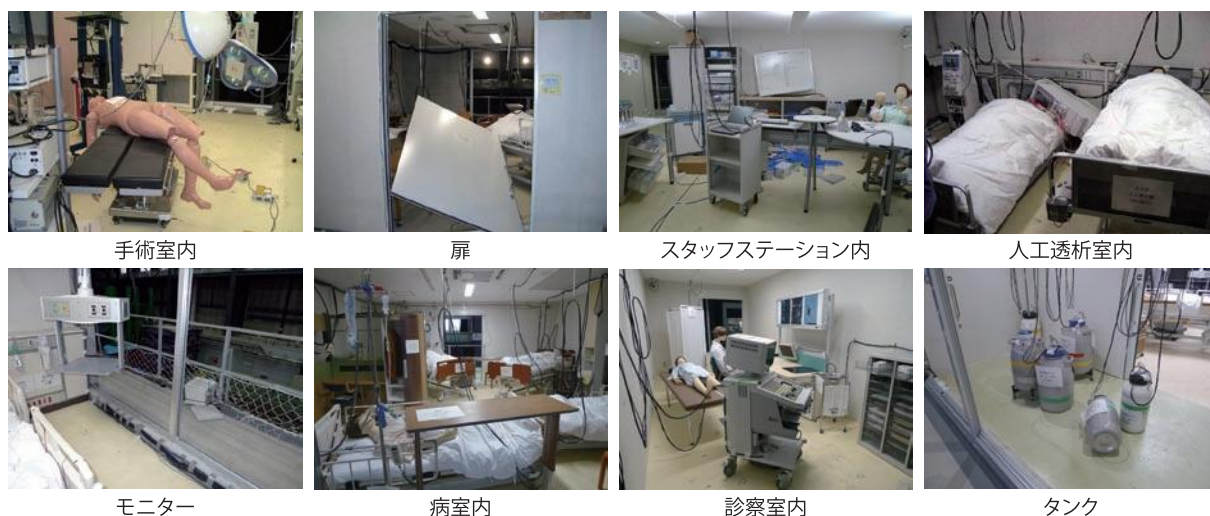 手術室内
扉
スタッフステーション内
人工透析室内
モニター
病室内
診察室内
タンク